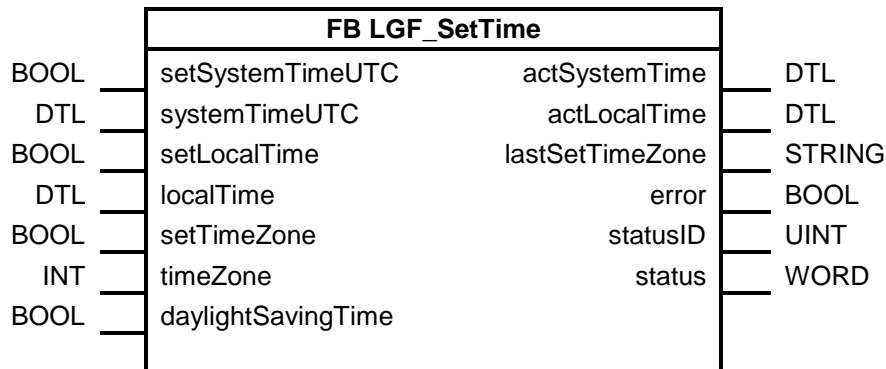 FB LGF_SetTime
BOOL setSystemTimeUTC actSystemTime DTL
DTL systemTimeUTC actLocalTime DTL
BOOL setLocalTime lastSetTimeZone STRING
DTL localTime error BOOL
BOOL setTimeZone statusID UINT
INT timeZone status WORD
BOOL daylightSavingTime